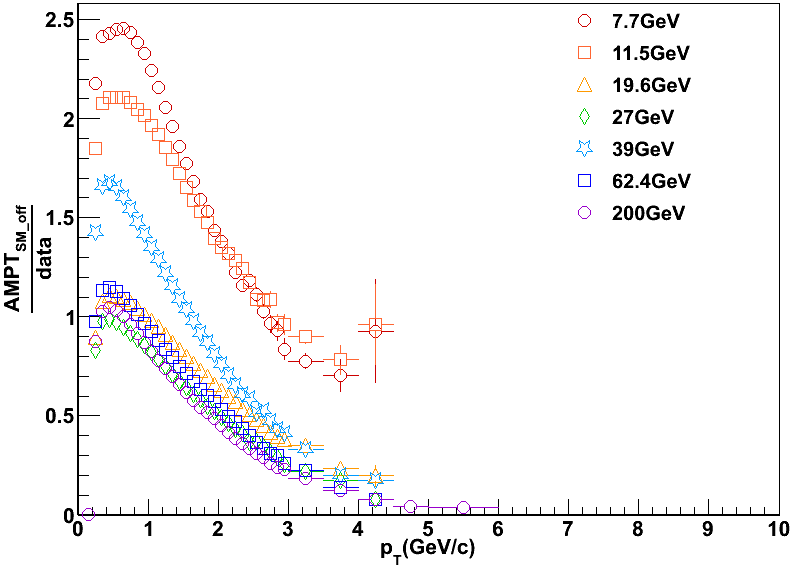 2.5
2
1.5
1
0.5
0
AMPT_SM_off
data
7.7GeV
11.5GeV
19.6GeV
27GeV
39GeV
62.4GeV
200GeV
0 1 2 3 4 5 6 7 8 9 10
p_T(GeV/c)